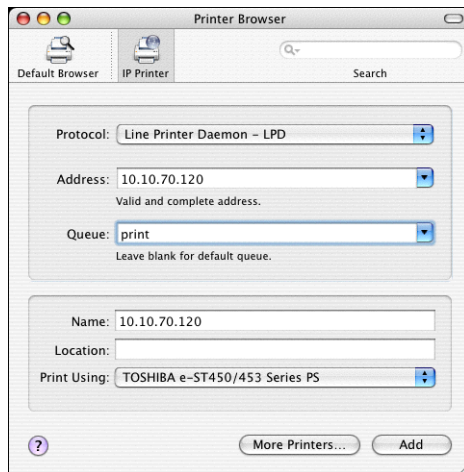 Printer Browser
Default Browser
IP Printer
Search
Protocol: Line Printer Daemon – LPD
Address: 10.10.70.120
Valid and complete address.
Queue: print
Leave blank for default queue.
Name: 10.10.70.120
Location:
Print Using: TOSHIBA e-ST450/453 Series PS
?
More Printers...
Add